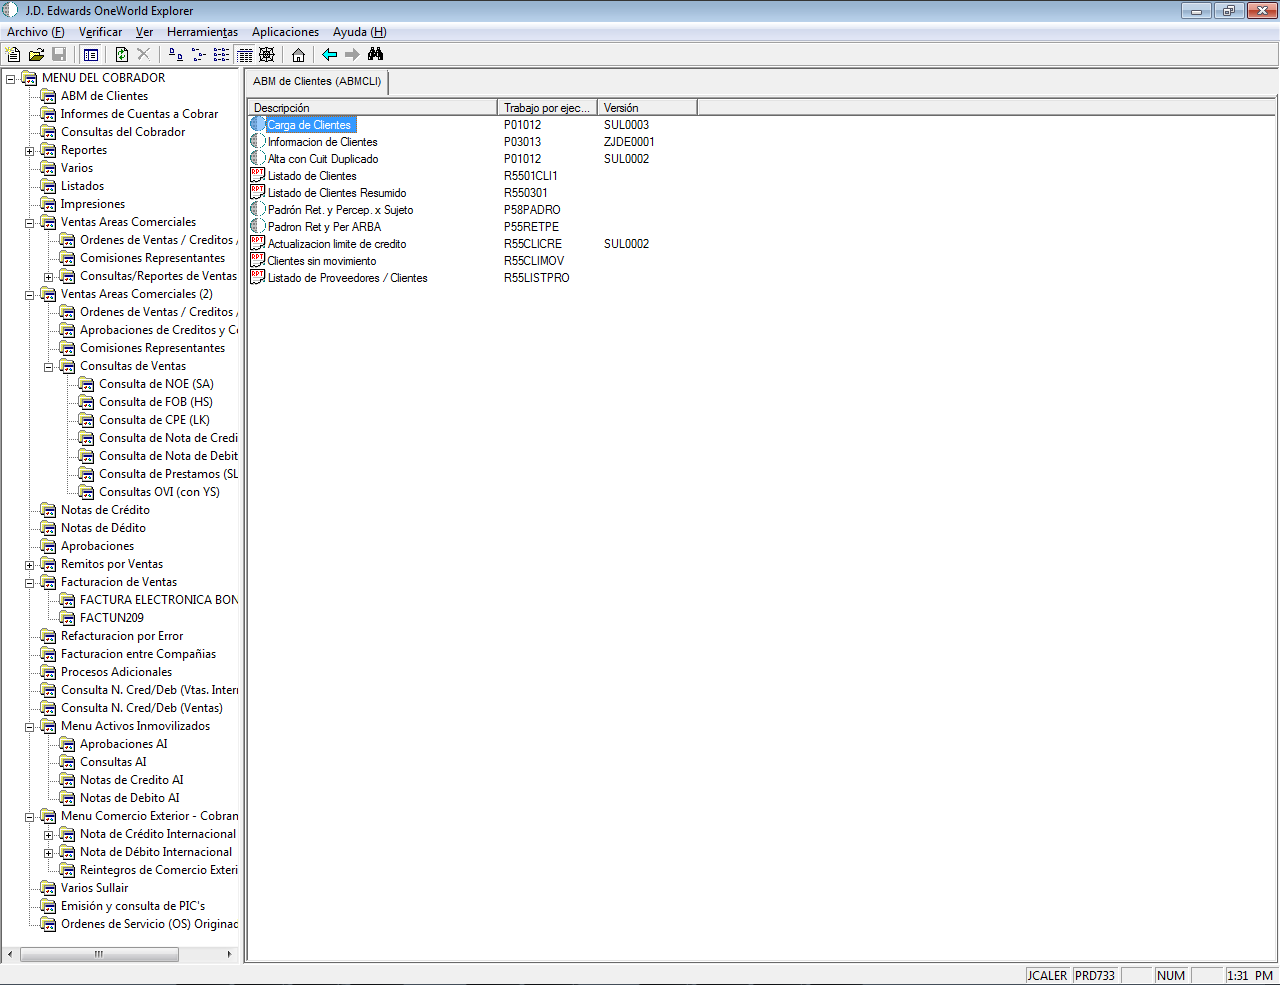 J.D. Edwards OneWorld Explorer
Archivo (F) Verificar Ver Herramientas Aplicaciones Ayuda (H)
MENU DEL COBRADOR
ABM de Clientes
Informes de Cuentas a Cobrar
Consultas del Cobrador
Reportes
Varios
Listados
Impresiones
Ventas Areas Comerciales
Ordenes de Ventas / Creditos /
Comisiones Representantes
Consultas/Reportes de Ventas
Ventas Areas Comerciales (2)
Ordenes de Ventas / Creditos /
Aprobaciones de Creditos y C
Comisiones Representantes
Consultas de Ventas
Consulta de NOE (SA)
Consulta de FOB (HS)
Consulta de CPE (LK)
Consulta de Nota de Credi
Consulta de Nota de Debit
Consulta de Prestamos (SL
Consultas OVI (con YS)
Notas de Crédito
Notas de Dédito
Aprobaciones
Remitos por Ventas
Facturacion de Ventas
FACTURA ELECTRONICA BON
FACTUN209
Refacturacion por Error
Facturacion entre Compañias
Procesos Adicionales
Consulta N. Cred/Deb (Vtas. Inter
Consulta N. Cred/Deb (Ventas)
Menu Activos Inmovilizados
Aprobaciones AI
Consultas AI
Notas de Credito AI
Notas de Debito AI
Menu Comercio Exterior - Cobran
Nota de Crédito Internacional
Nota de Débito Internacional
Reintegros de Comercio Exteri
Varios Sullair
Emisión y consulta de PIC's
Ordenes de Servicio (OS) Originac
ABM de Clientes (ABMCLI)
Descripción Trabajo por ejec... Versión
Carga de Clientes P01012 SUL0003
Informacion de Clientes P03013 ZJDE0001
Alta con Cuit Duplicado P01012 SUL0002
RPT Listado de Clientes R5501CLI1
RPT Listado de Clientes Resumido R550301
Padrón Ret. y Percep. x Sujeto P58PADRO
Padron Ret y Per ARBA P55RETPE
RPT Actualizacion limite de credito R55CLICRE SUL0002
RPT Clientes sin movimiento R55CLIMOV
RPT Listado de Proveedores / Clientes R55LISTPRO
JCALER PRD733 NUM 1:31 PM